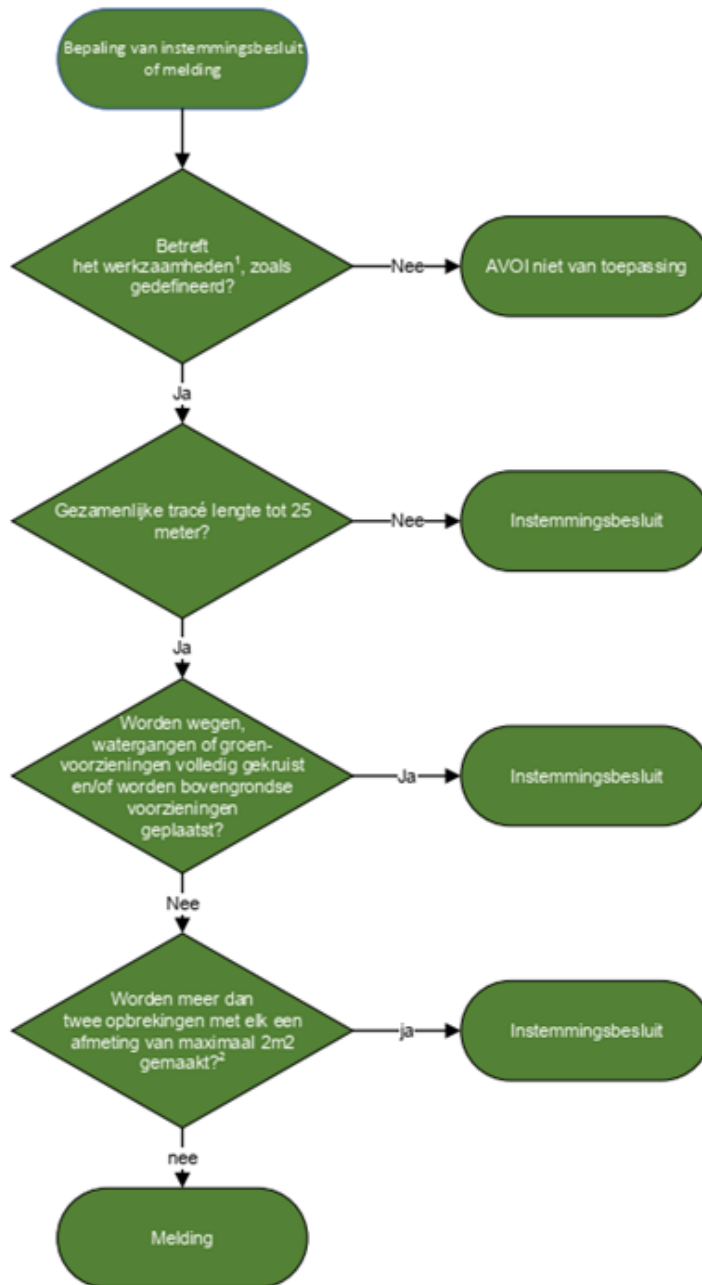 Bepaling van instemmingsbesluit
of melding
Betreft
het werkzaamheden¹, zoals
gedefineerd?
Nee
AVOI niet van toepassing
Ja
Gezamenlijke tracé lengte tot 25
meter?
Nee
Instemmingsbesluit
Ja
Worden wegen,
watergangen of groen-
voorzieningen volledig gekruist
en/of worden bovengrondse
voorzieningen
geplaatst?
Ja
Instemmingsbesluit
Nee
Worden meer dan
twee opbrekingen met elk een
afmeting van maximaal 2m2
gemaakt?²
ja
Instemmingsbesluit
nee
Melding